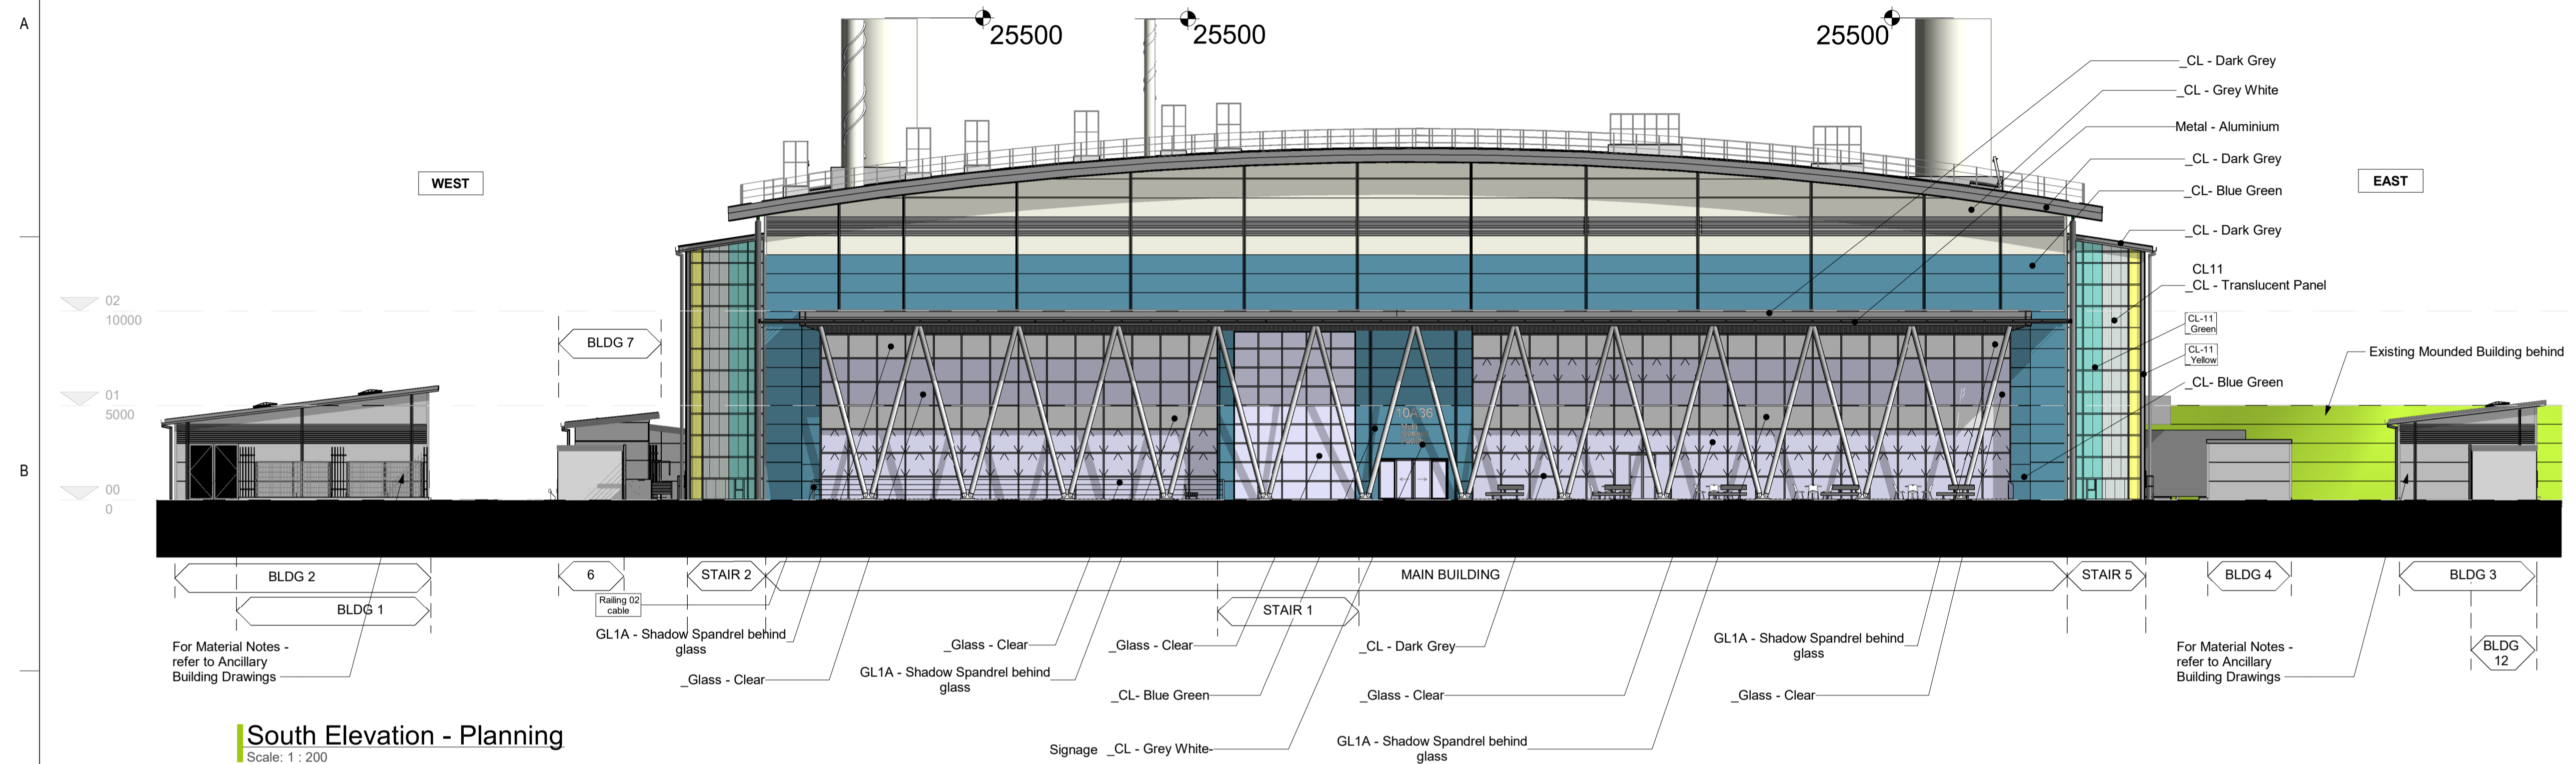 A
25500
25500
25500
_CL - Dark Grey
_CL - Grey White
Metal - Aluminium
WEST
_CL - Dark Grey
EAST
_CL- Blue Green
_CL - Dark Grey
CL11
_CL - Translucent Panel
02
10000
CL-11
_Green
BLDG 7
CL-11
_Yellow
Existing Mounded Building behind
_CL- Blue Green
01
5000
10A36
B
00
0
BLDG 2
6
STAIR 2
MAIN BUILDING
STAIR 5
BLDG 4
BLDG 3
Railing 02
cable
BLDG 1
STAIR 1
GL1A - Shadow Spandrel behind
glass
_Glass - Clear
_Glass - Clear
_CL - Dark Grey
GL1A - Shadow Spandrel behind
glass
For Material Notes -
refer to Ancillary
Building Drawings
For Material Notes -
refer to Ancillary
Building Drawings
BLDG
12
_Glass - Clear
GL1A - Shadow Spandrel behind
glass
_CL- Blue Green
_Glass - Clear
_Glass - Clear
South Elevation - Planning
Scale: 1 : 200
Signage _CL - Grey White-
GL1A - Shadow Spandrel behind
glass